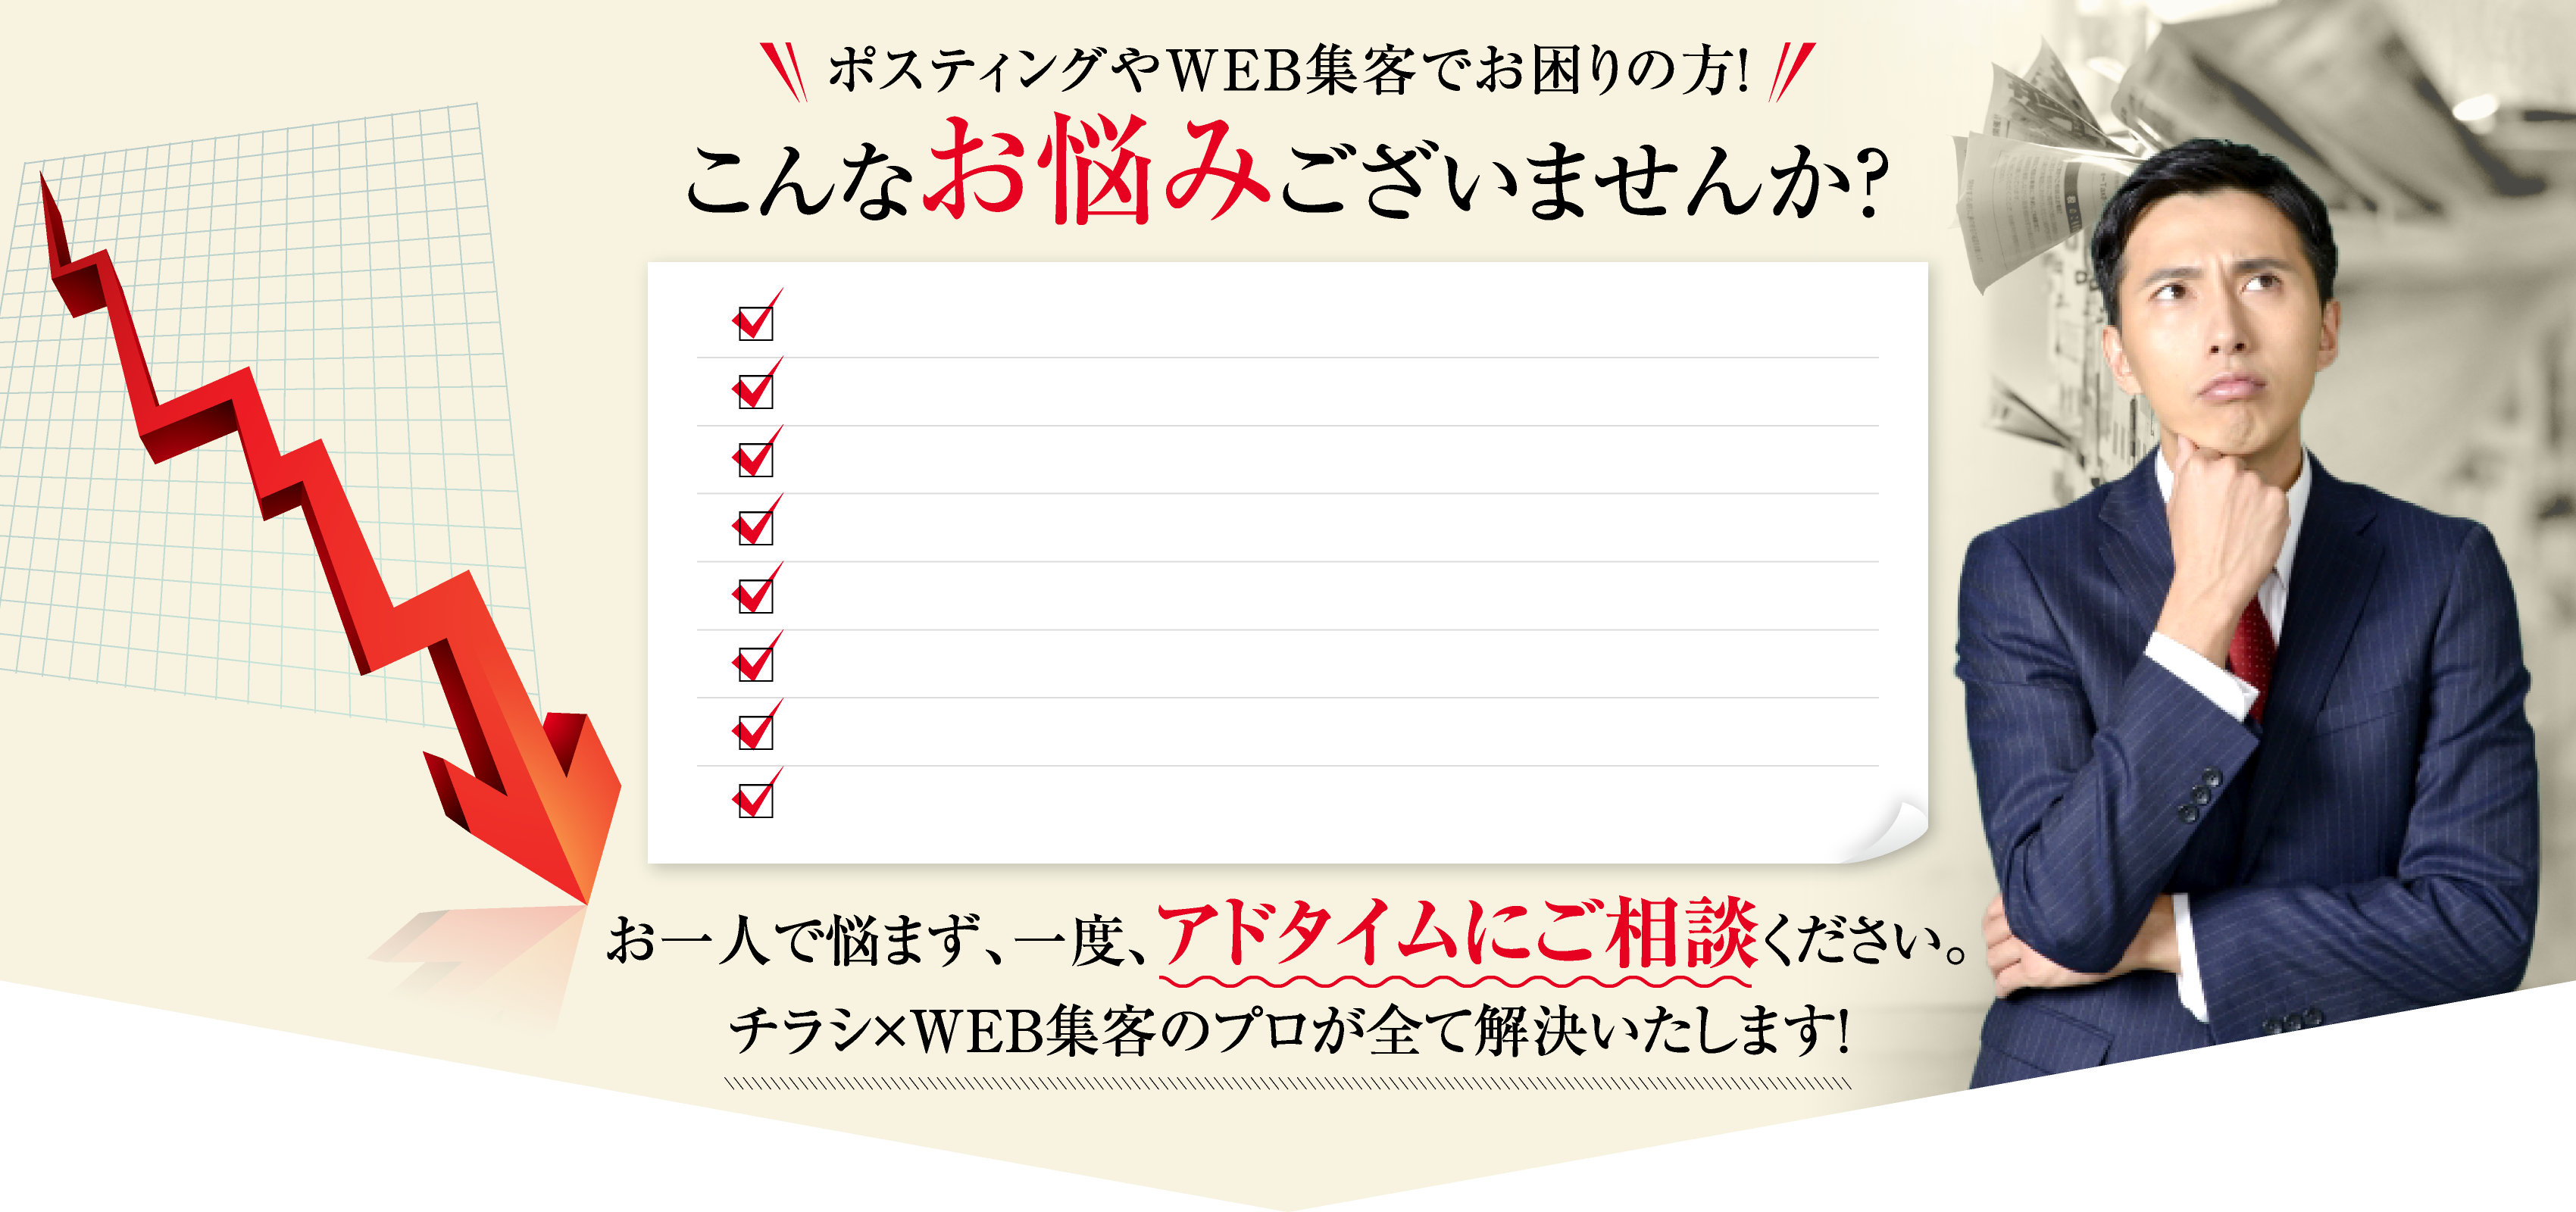 ポスティングやWEB集客でお困りの方!
こんなお悩みございませんか?
お一人で悩まず、一度、アドタイムにご相談ください。
チラシ×WEB集客のプロが全て解決いたします!